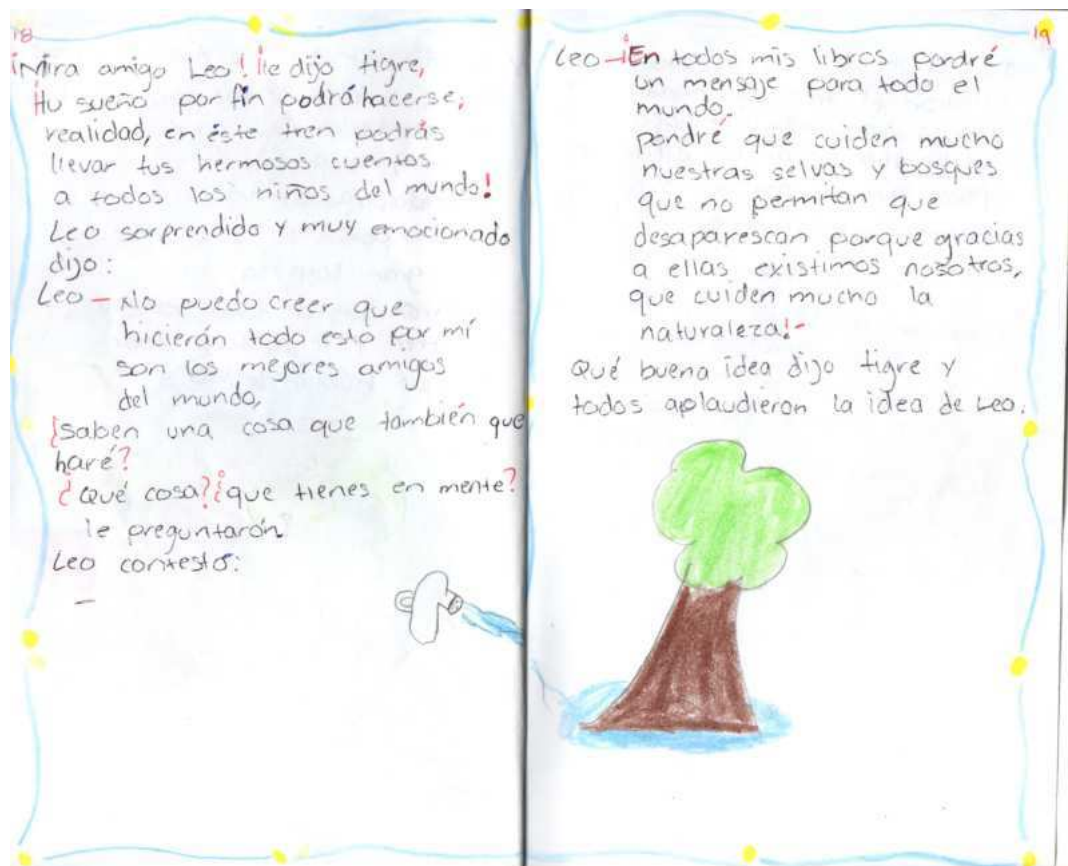 18
¡Mira amigo Leo! le dijo tigre,
¡tu sueño por fin podrá hacerse,
realidad, en éste tren podrás
llevar tus hermosos cuentos
a todos los niños del mundo!
Leo sorprendido y muy emocionado
dijo:
Leo - No puedo creer que
hicierán todo esto por mí
son los mejores amigos
del mundo,
¿saben una cosa que también que
haré?
¿Qué cosa? ¿que tienes en mente?
le preguntarón
Leo contestó:
-
19
Leo - ¡En todos mis libros pondré
un mensaje para todo el
mundo.
pondré que cuiden mucho
nuestras selvas y bosques
que no permitan que
desaparescan porque gracias
a ellas existimos nosotros,
que cuiden mucho la
naturaleza!-
Qué buena idea dijo tigre y
todos aplaudieron la idea de Leo.